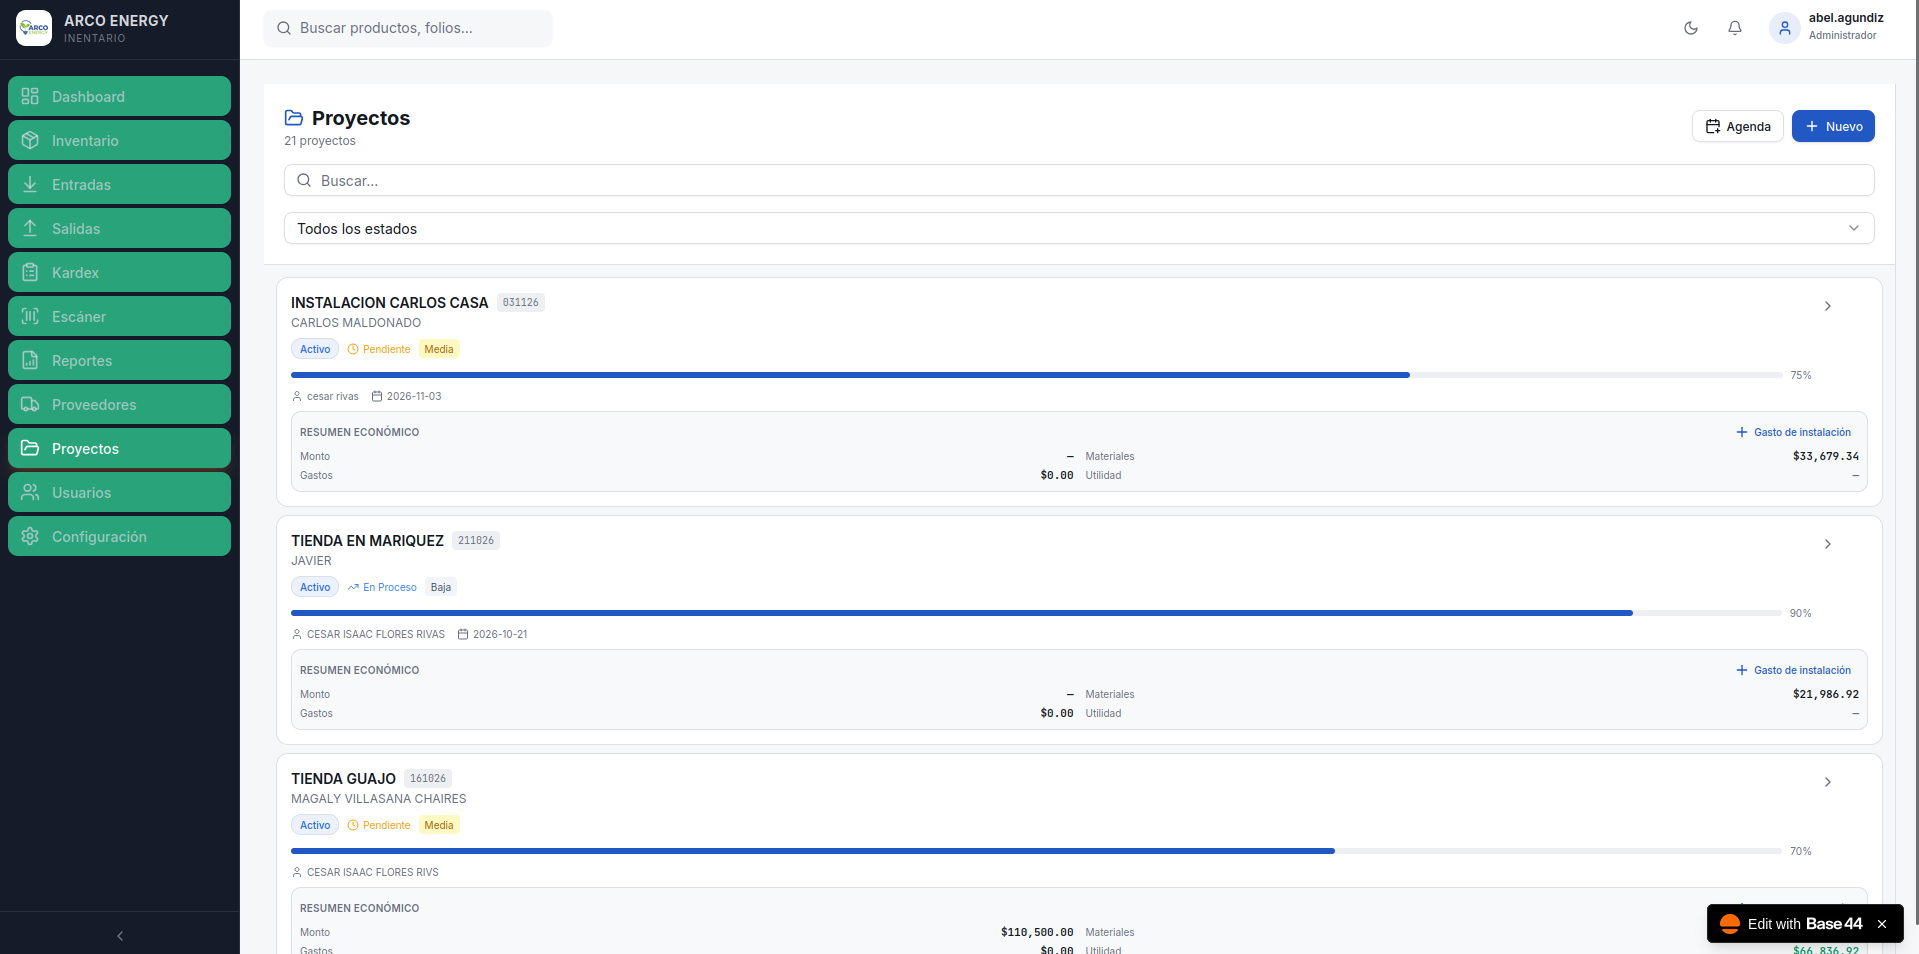 ARCO ENERGY
INENTARIO
Dashboard
Inventario
Entradas
Salidas
Kardex
Escáner
Reportes
Proveedores
Proyectos
Usuarios
Configuración
Buscar productos, folios...
abel.agundiz
Administrador
Proyectos
21 proyectos
Agenda
Nuevo
Buscar...
Todos los estados
INSTALACION CARLOS CASA 031126
CARLOS MALDONADO
Activo Pendiente Media
75%
cesar rivas 2026-11-03
RESUMEN ECONÓMICO Gasto de instalación
Monto — Materiales $33,679.34
Gastos $0.00 Utilidad —
TIENDA EN MARIQUEZ 211026
JAVIER
Activo En Proceso Baja
90%
CESAR ISAAC FLORES RIVAS 2026-10-21
RESUMEN ECONÓMICO Gasto de instalación
Monto — Materiales $21,986.92
Gastos $0.00 Utilidad —
TIENDA GUAJO 161026
MAGALY VILLASANA CHAIRES
Activo Pendiente Media
70%
CESAR ISAAC FLORES RIVS
RESUMEN ECONÓMICO
Monto $110,500.00 Materiales
Gastos $0.00 Utilidad $66,836.92
Edit with Base44